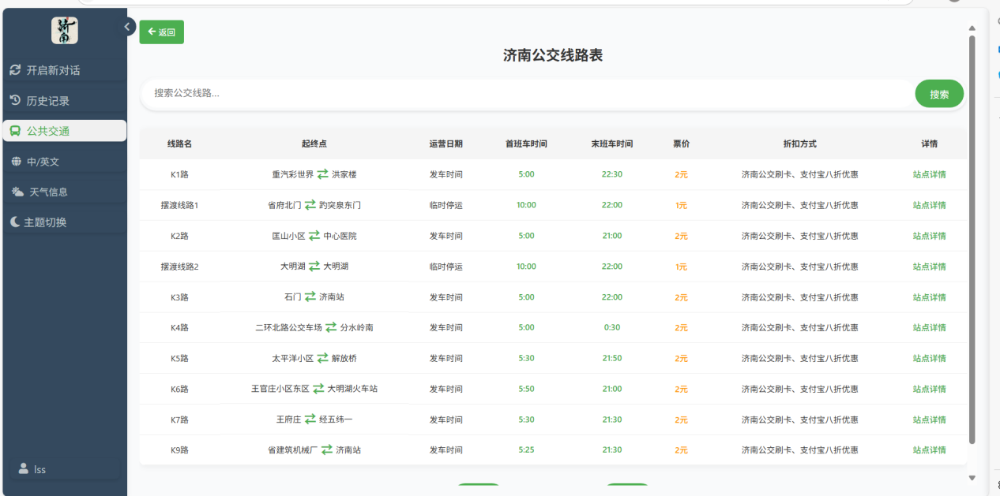 济南
开启新对话
历史记录
公共交通
中/英文
天气信息
主题切换
lss
返回
济南公交线路表
搜索公交线路...
搜索
线路名 起终点 运营日期 首班车时间 末班车时间 票价 折扣方式 详情
K1路 重汽彩世界 洪家楼 发车时间 5:00 22:30 2元 济南公交刷卡、支付宝八折优惠 站点详情
摆渡线路1 省府北门 趵突泉东门 临时停运 10:00 22:00 1元 济南公交刷卡、支付宝八折优惠 站点详情
K2路 匡山小区 中心医院 发车时间 5:00 21:00 2元 济南公交刷卡、支付宝八折优惠 站点详情
摆渡线路2 大明湖 大明湖 临时停运 10:00 22:00 1元 济南公交刷卡、支付宝八折优惠 站点详情
K3路 石门 济南站 发车时间 5:00 22:00 2元 济南公交刷卡、支付宝八折优惠 站点详情
K4路 二环北路公交车场 分水岭南 发车时间 5:00 0:30 2元 济南公交刷卡、支付宝八折优惠 站点详情
K5路 太平洋小区 解放桥 发车时间 5:30 21:50 2元 济南公交刷卡、支付宝八折优惠 站点详情
K6路 王官庄小区东区 大明湖火车站 发车时间 5:50 21:00 2元 济南公交刷卡、支付宝八折优惠 站点详情
K7路 王府庄 经五纬一 发车时间 5:30 21:30 2元 济南公交刷卡、支付宝八折优惠 站点详情
K9路 省建筑机械厂 济南站 发车时间 5:25 21:30 2元 济南公交刷卡、支付宝八折优惠 站点详情